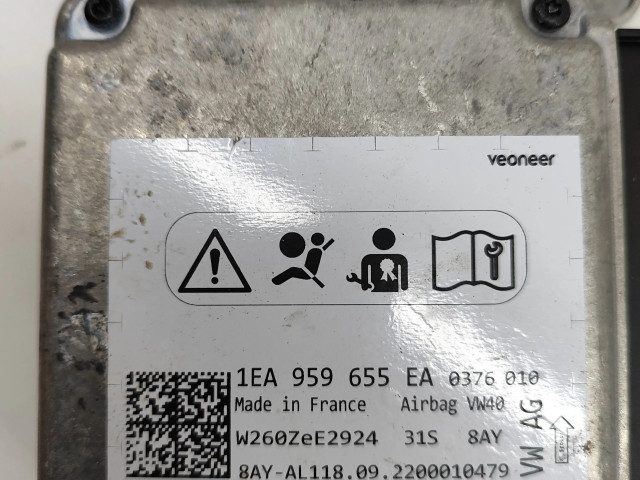 veoneer
1EA 959 655 EA 0376 010
Made in France Airbag VW40
W260ZeE2924 31S 8AY
8AY-AL118.09.2200010479
VW AG